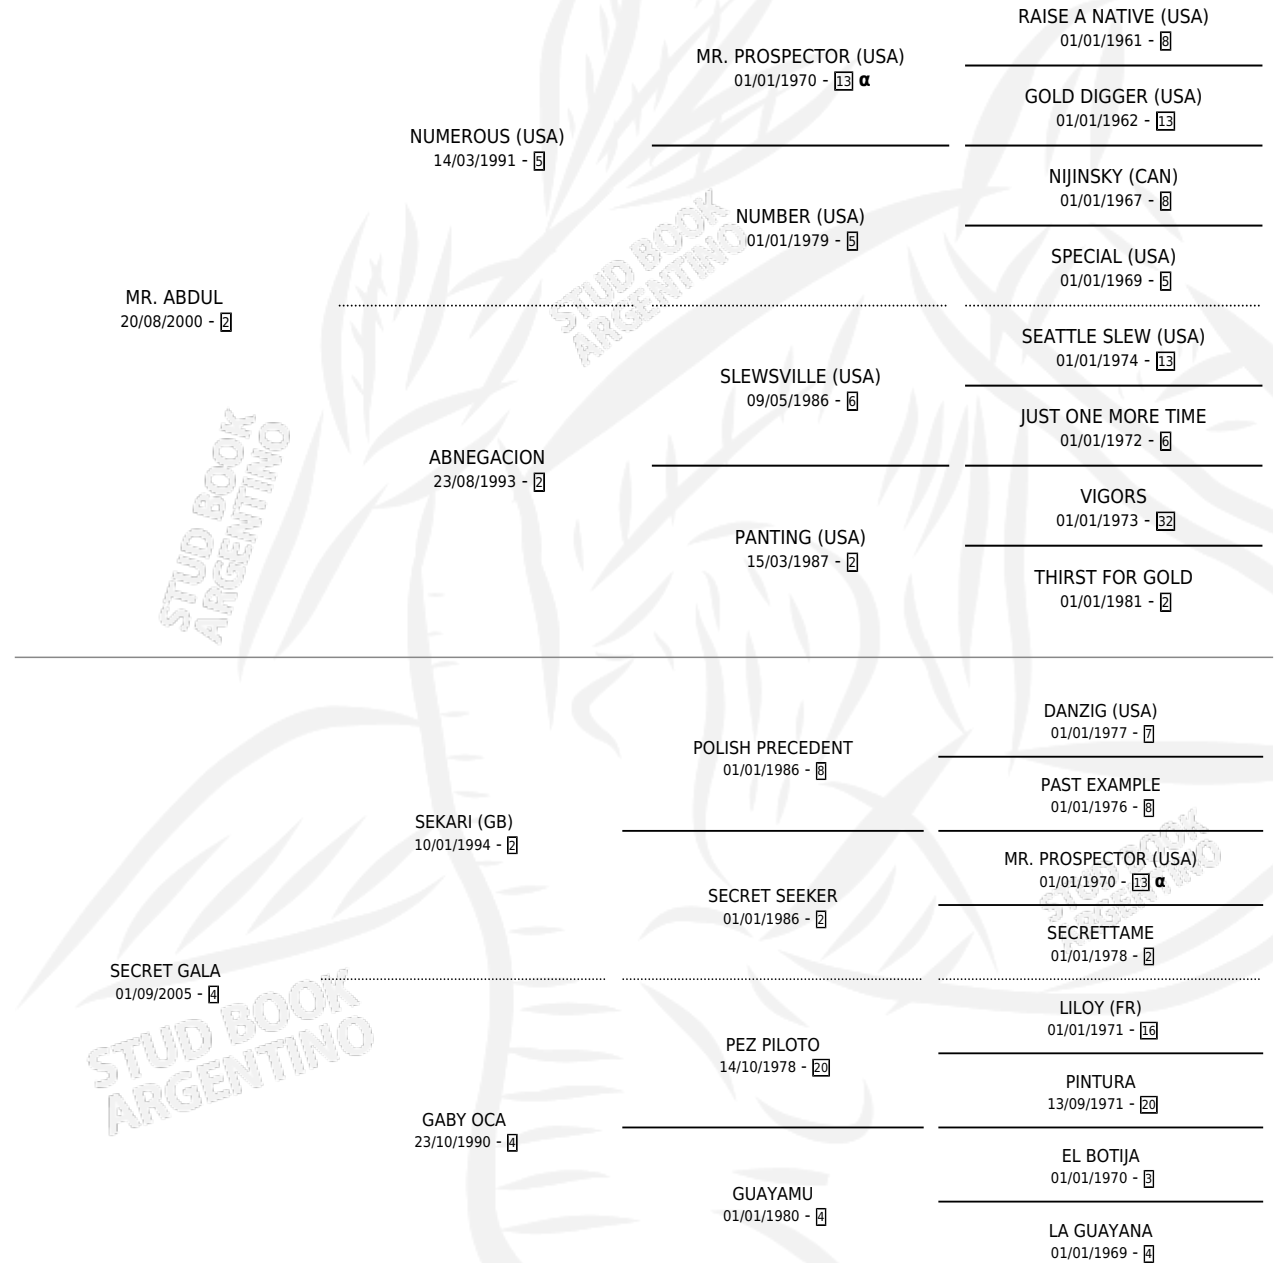 RAISE A NATIVE (USA)
01/01/1961 - 8
MR. PROSPECTOR (USA)
01/01/1970 - 13 α
GOLD DIGGER (USA)
01/01/1962 - 13
NUMEROUS (USA)
14/03/1991 - 5
NIJINSKY (CAN)
01/01/1967 - 8
NUMBER (USA)
01/01/1979 - 5
SPECIAL (USA)
01/01/1969 - 5
STUD BOOK
ARGENTINO
MR. ABDUL
20/08/2000 - 2
SEATTLE SLEW (USA)
01/01/1974 - 13
SLEWSVILLE (USA)
09/05/1986 - 6
JUST ONE MORE TIME
01/01/1972 - 6
ABNEGACION
23/08/1993 - 2
VIGORS
01/01/1973 - 32
PANTING (USA)
15/03/1987 - 2
THIRST FOR GOLD
01/01/1981 - 2
STUD BOOK
ARGENTINO
DANZIG (USA)
01/01/1977 - 7
POLISH PRECEDENT
01/01/1986 - 8
PAST EXAMPLE
01/01/1976 - 8
SEKARI (GB)
10/01/1994 - 2
MR. PROSPECTOR (USA)
01/01/1970 - 13 α
STUD BOOK
ARGENTINO
SECRET SEEKER
01/01/1986 - 2
SECRETTAME
01/01/1978 - 2
SECRET GALA
01/09/2005 - 4
STUD BOOK
ARGENTINO
LILOY (FR)
01/01/1971 - 16
PEZ PILOTO
14/10/1978 - 20
PINTURA
13/09/1971 - 20
GABY OCA
23/10/1990 - 4
EL BOTIJA
01/01/1970 - 3
GUAYAMU
01/01/1980 - 4
LA GUAYANA
01/01/1969 - 4